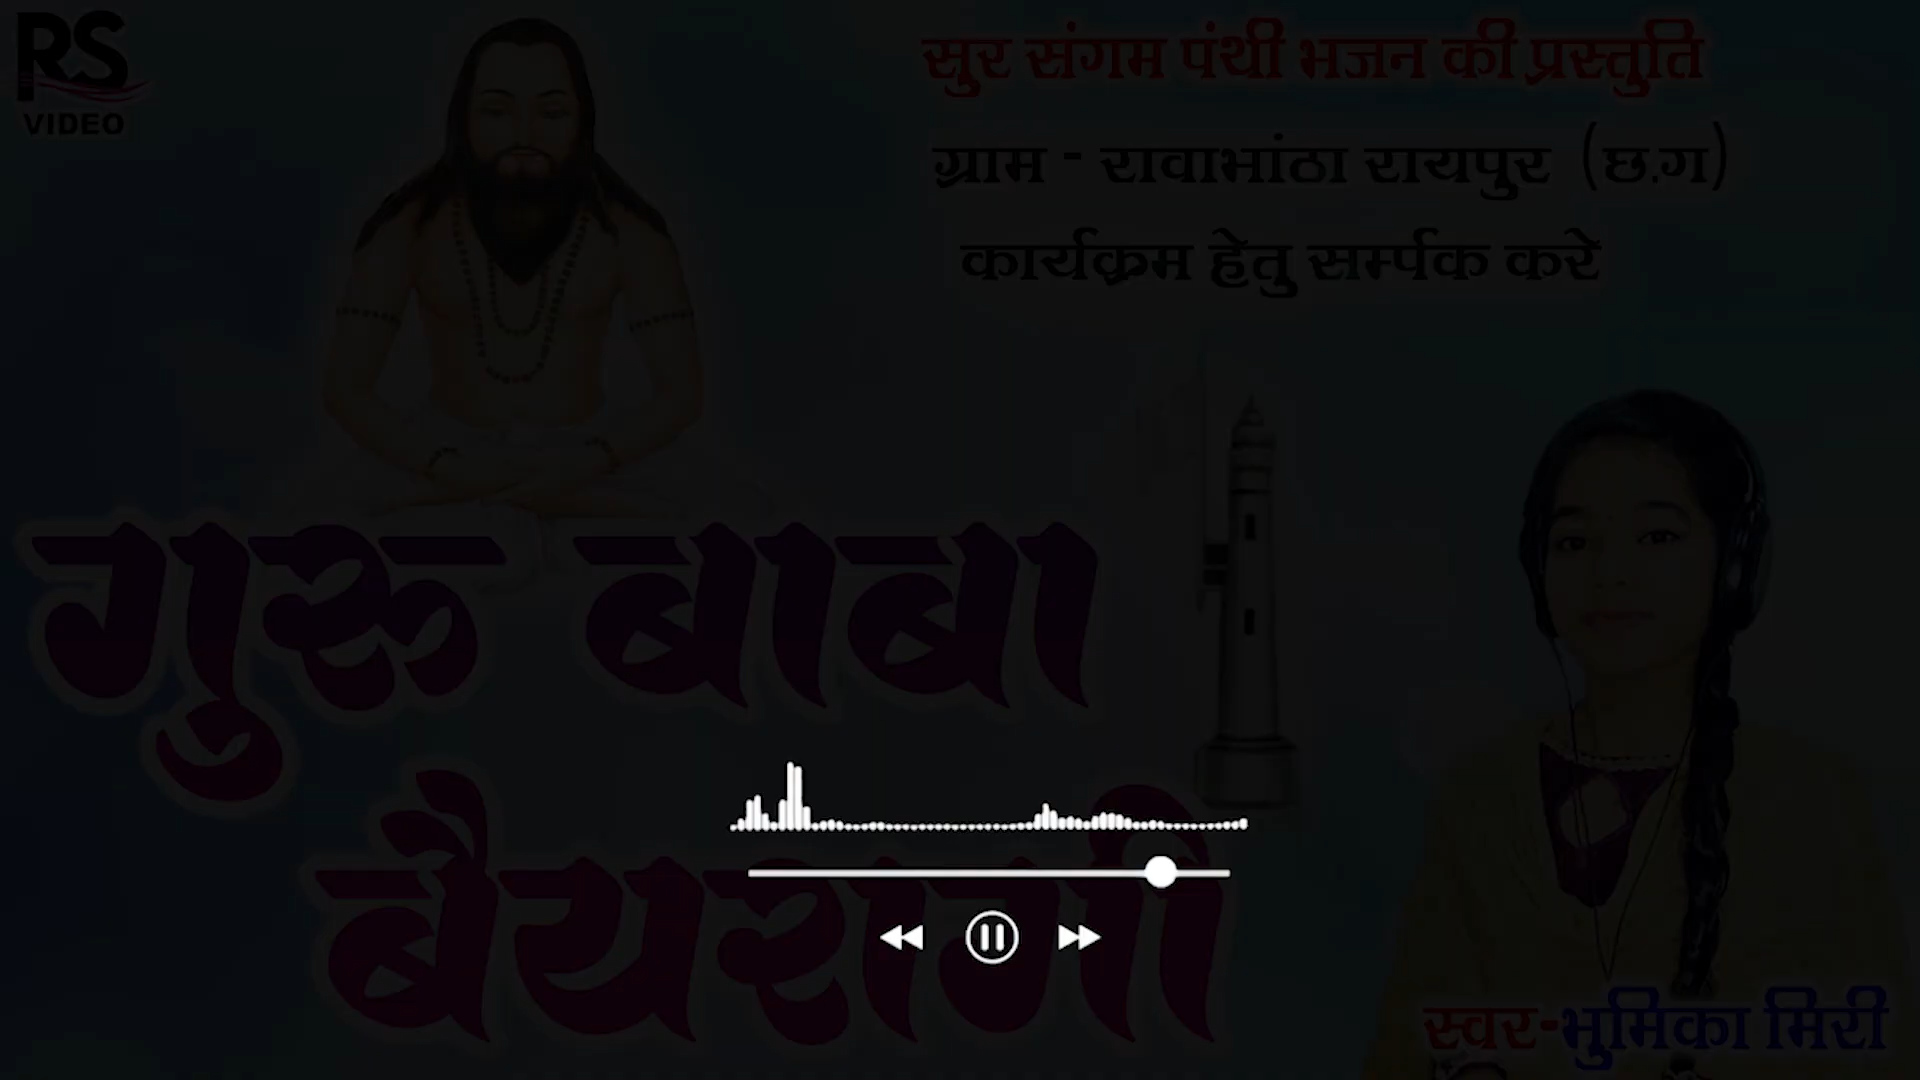 RS
VIDEO
सुर संगम पंथी भजन की प्रस्तुति
ग्राम - रावाभांठा रायपुर (छ.ग)
कार्यक्रम हेतु सर्म्पक करें
गुरु बाबा
बैयरागी
स्वर-भुमिका मिरी